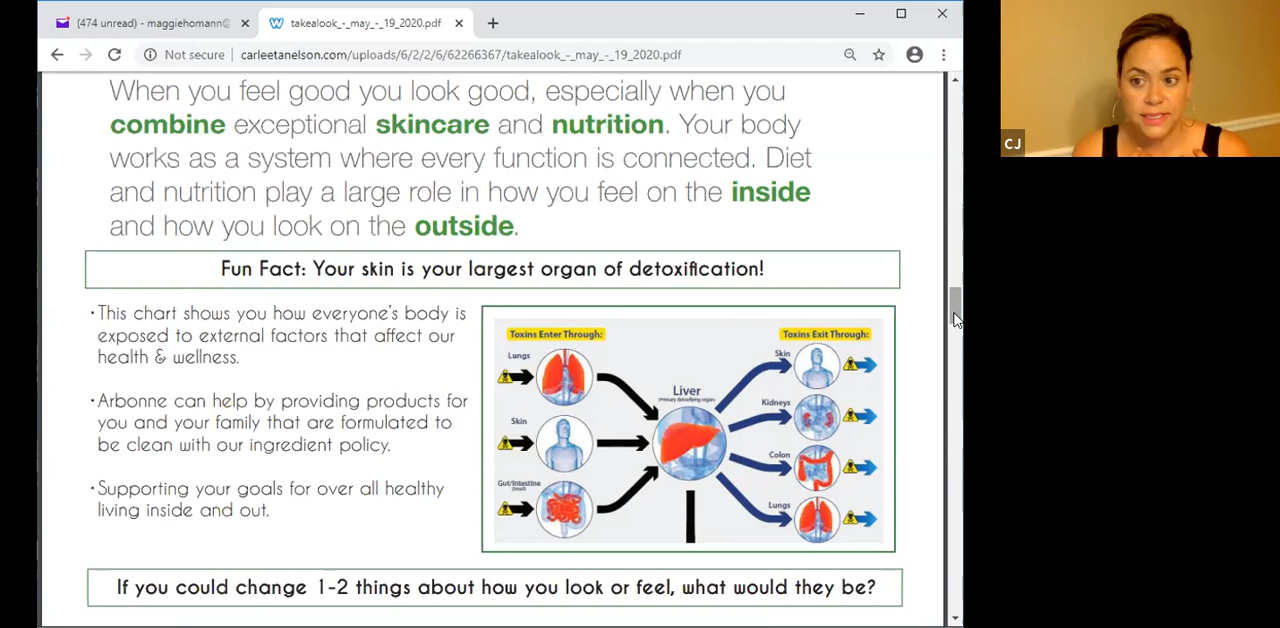 (474 unread) - maggiehomann@
takealook_-_may_-_19_2020.pdf
Not secure
carleetanelson.com/uploads/6/2/2/6/62266367/takealook_-_may_-_19_2020.pdf
When you feel good you look good, especially when you
combine exceptional skincare and nutrition. Your body
works as a system where every function is connected. Diet
and nutrition play a large role in how you feel on the inside
and how you look on the outside.
Fun Fact: Your skin is your largest organ of detoxification!
•This chart shows you how everyone's body is
exposed to external factors that affect our
health & wellness.
•Arbonne can help by providing products for
you and your family that are formulated to
be clean with our ingredient policy.
•Supporting your goals for over all healthy
living inside and out.
Toxins Enter Through:
Lungs
Skin
Gut/Intestine
(Small)
Liver
(Primary detoxifying organ)
Toxins Exit Through:
Skin
Kidneys
Colon
Lungs
If you could change 1-2 things about how you look or feel, what would they be?
CJ